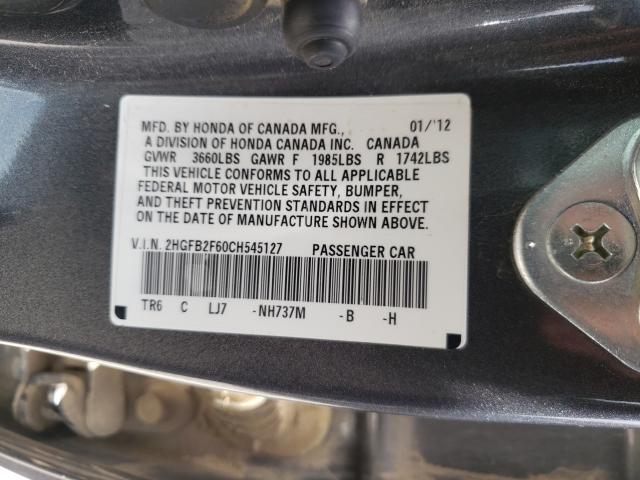 MFD. BY HONDA OF CANADA MFG., 01/'12
A DIVISION OF HONDA CANADA INC. CANADA
GVWR 3660LBS GAWR F 1985LBS R 1742LBS
THIS VEHICLE CONFORMS TO ALL APPLICABLE
FEDERAL MOTOR VEHICLE SAFETY, BUMPER,
AND THEFT PREVENTION STANDARDS IN EFFECT
ON THE DATE OF MANUFACTURE SHOWN ABOVE.
V.I.N. 2HGFB2F60CH545127 PASSENGER CAR
TR6 C LJ7 -NH737M -B -H